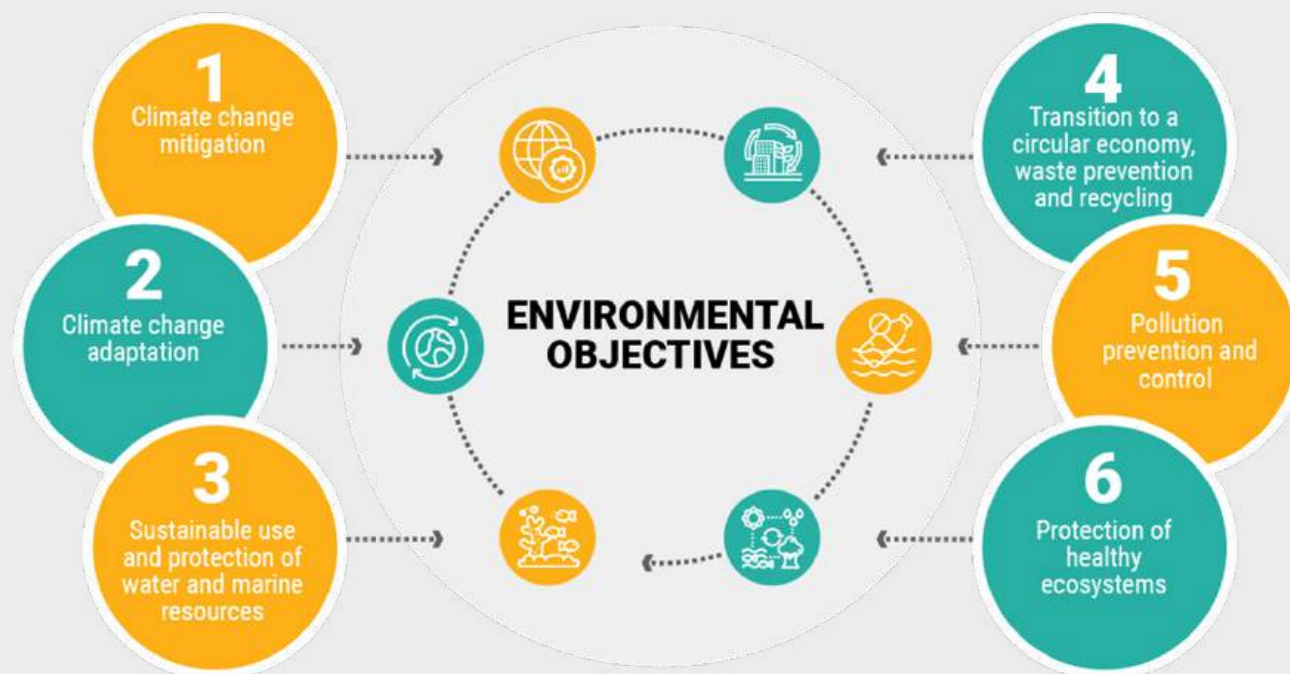 1
Climate change
mitigation
2
Climate change
adaptation
3
Sustainable use
and protection of
water and marine
resources
ENVIRONMENTAL
OBJECTIVES
4
Transition to a
circular economy,
waste prevention
and recycling
5
Pollution
prevention and
control
6
Protection of
healthy
ecosystems